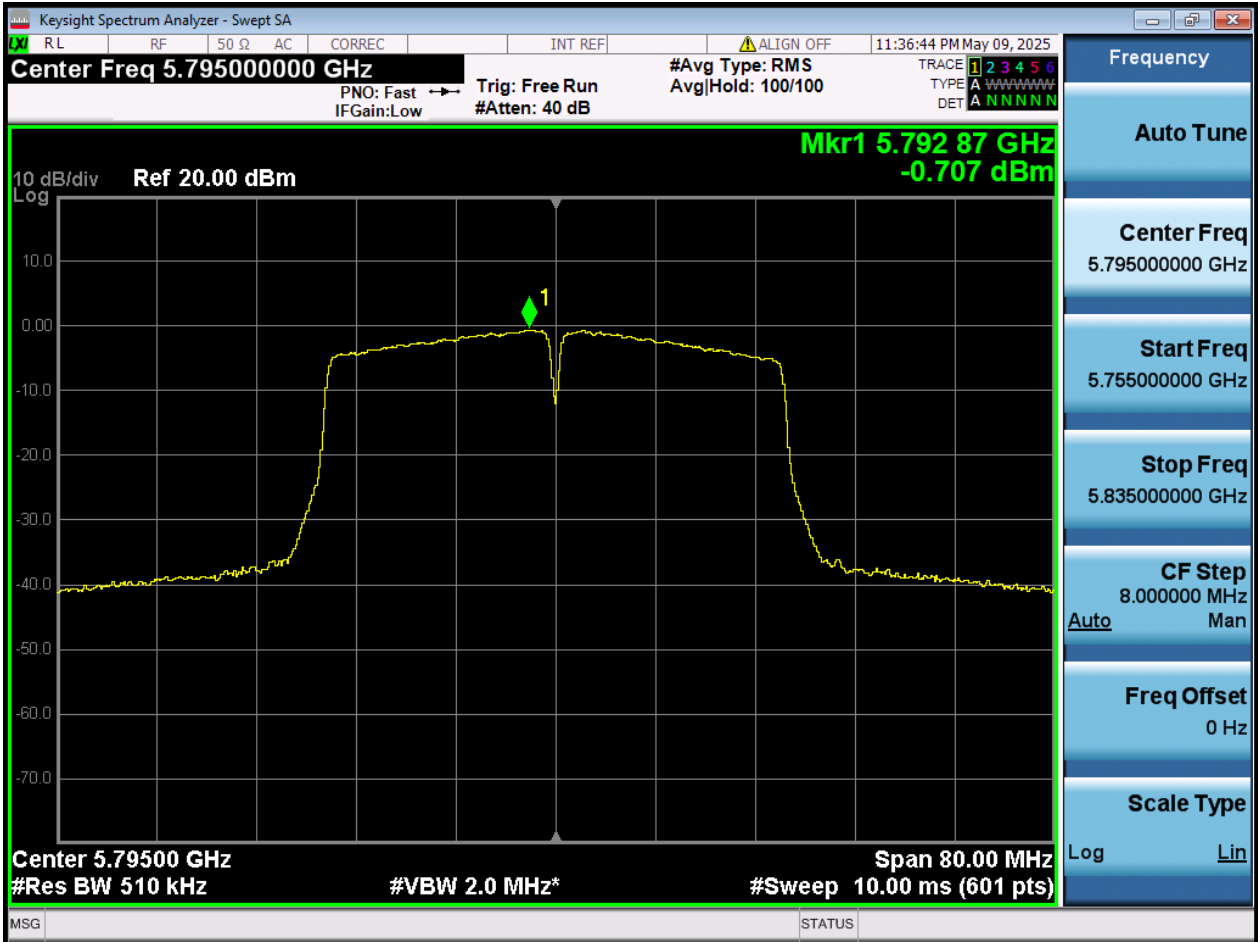 Keysight Spectrum Analyzer - Swept SA
LXI RL RF 50 Ω AC CORREC INT REF ALIGN OFF 11:36:44 PM May 09, 2025
Center Freq 5.795000000 GHz
PNO: Fast
IFGain:Low
Trig: Free Run
#Atten: 40 dB
#Avg Type: RMS
Avg|Hold: 100/100
TRACE 1 2 3 4 5 6
TYPE A WWWWW
DET A N N N N N
Mkr1 5.792 87 GHz
-0.707 dBm
10 dB/div Ref 20.00 dBm
Log
10.0
1
0.00
-10.0
-20.0
-30.0
-40.0
-50.0
-60.0
-70.0
Center 5.79500 GHz Span 80.00 MHz
#Res BW 510 kHz #VBW 2.0 MHz* #Sweep 10.00 ms (601 pts)
MSG STATUS
Frequency
Auto Tune
Center Freq
5.795000000 GHz
Start Freq
5.755000000 GHz
Stop Freq
5.835000000 GHz
CF Step
8.000000 MHz
Auto Man
Freq Offset
0 Hz
Scale Type
Log Lin